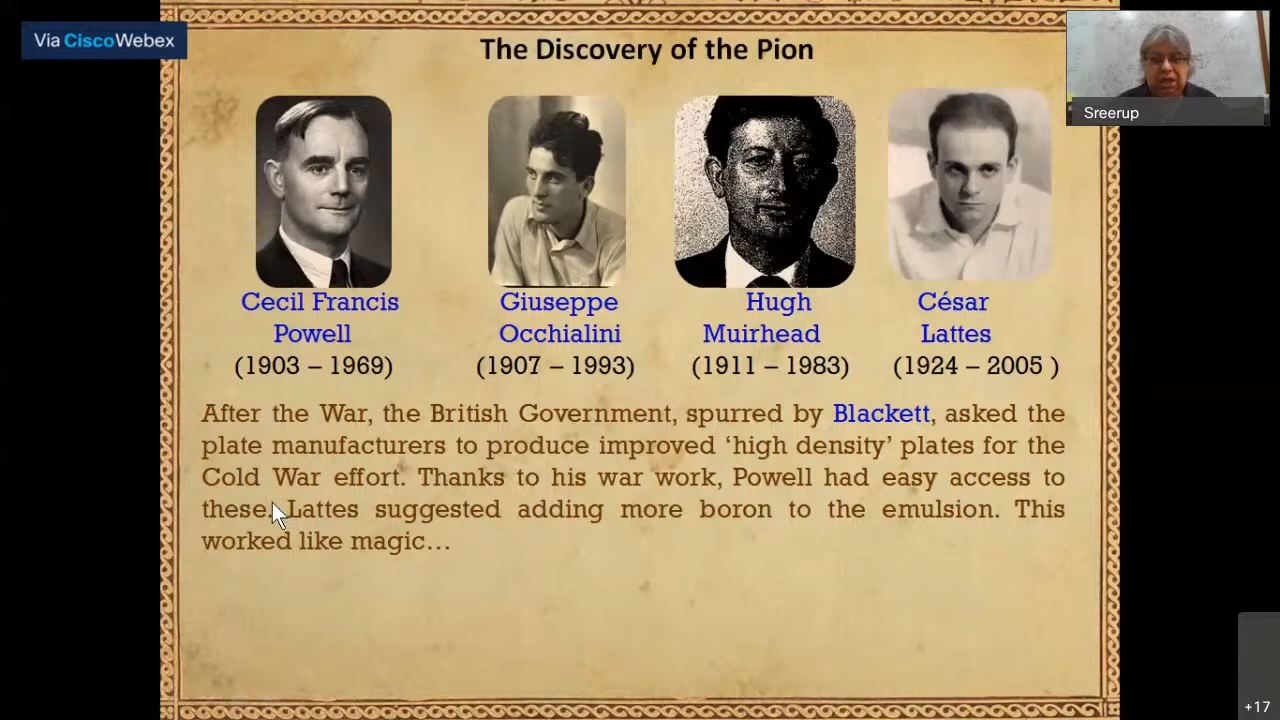 Via CiscoWebex
The Discovery of the Pion
Sreerup
Cecil Francis
Powell
(1903 – 1969)
Giuseppe
Occhialini
(1907 – 1993)
Hugh
Muirhead
(1911 – 1983)
César
Lattes
(1924 – 2005 )
After the War, the British Government, spurred by Blackett, asked the
plate manufacturers to produce improved ‘high density’ plates for the
Cold War effort. Thanks to his war work, Powell had easy access to
these. Lattes suggested adding more boron to the emulsion. This
worked like magic…
+17